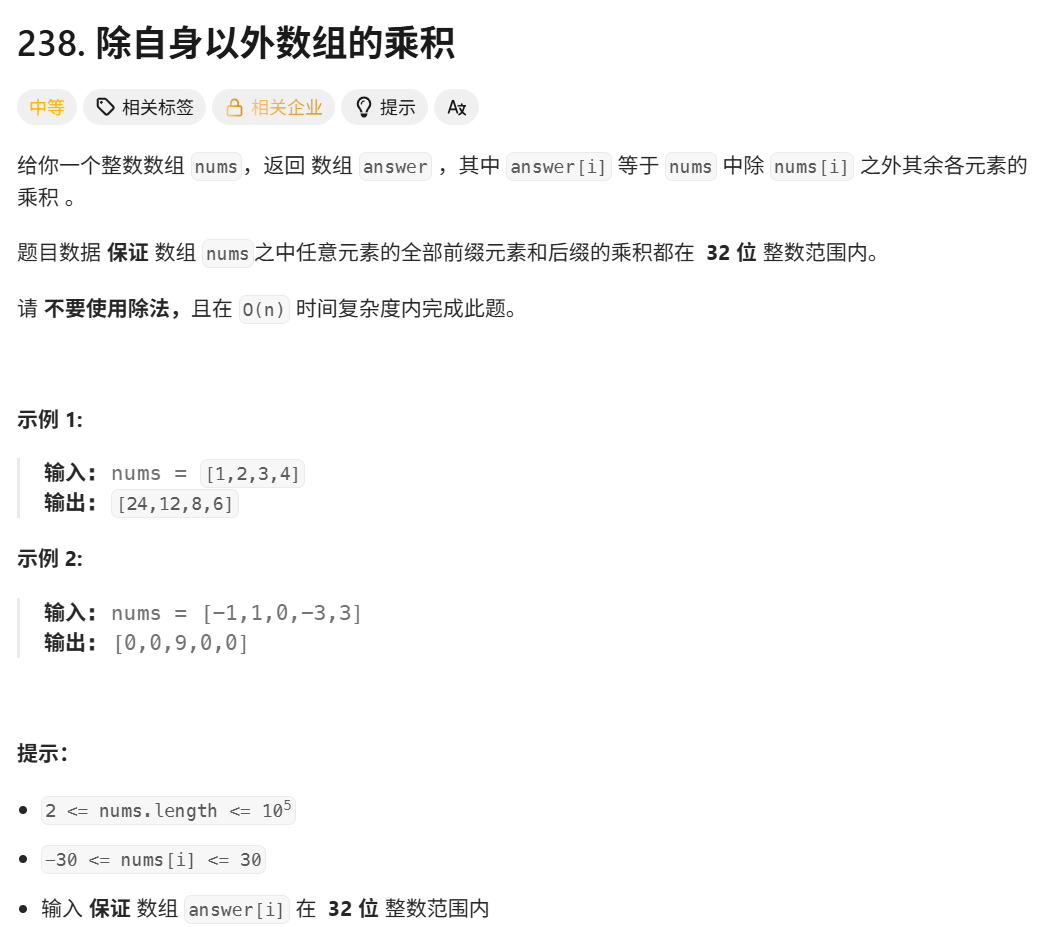 238. 除自身以外数组的乘积
中等 相关标签 相关企业 提示 Aχ
给你一个整数数组 nums，返回 数组 answer ，其中 answer[i] 等于 nums 中除 nums[i] 之外其余各元素的
乘积 。
题目数据 保证 数组 nums之中任意元素的全部前缀元素和后缀的乘积都在 32 位 整数范围内。
请 不要使用除法，且在 O(n) 时间复杂度内完成此题。
示例 1:
输入: nums = [1,2,3,4]
输出: [24,12,8,6]
示例 2:
输入: nums = [-1,1,0,-3,3]
输出: [0,0,9,0,0]
提示：
2 <= nums.length <= 10⁵
-30 <= nums[i] <= 30
输入 保证 数组 answer[i] 在 32 位 整数范围内